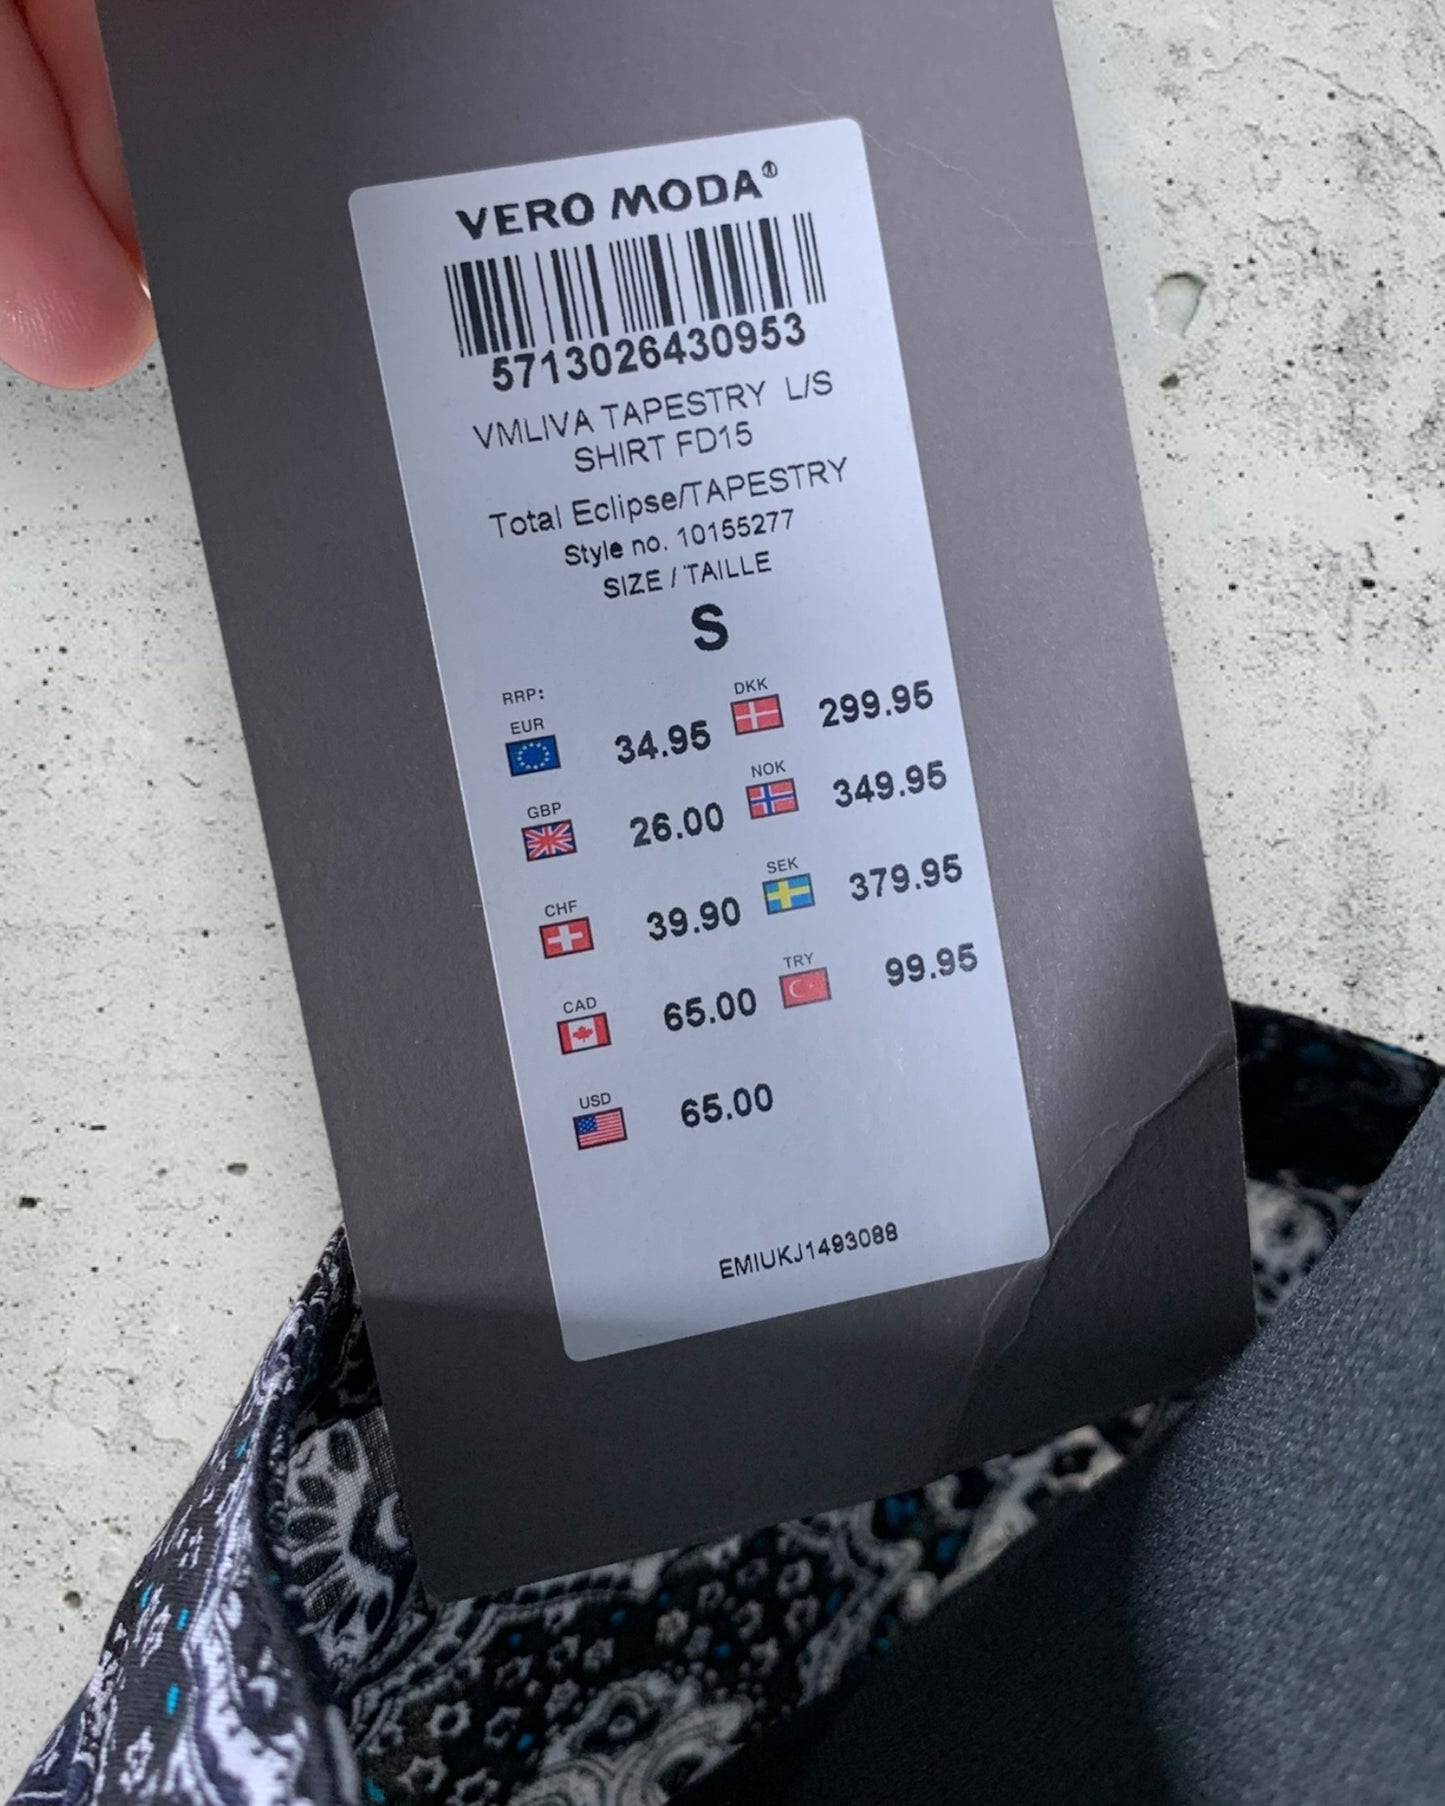 VERO MODA®
5713026430953
VMLIVA TAPESTRY L/S
SHIRT FD15
Total Eclipse/TAPESTRY
Style no. 10155277
SIZE / TAILLE
S
RRP:
EUR 34.95 DKK 299.95
GBP 26.00 NOK 349.95
CHF 39.90 SEK 379.95
CAD 65.00 TRY 99.95
USD 65.00
EMIUKJ1493088